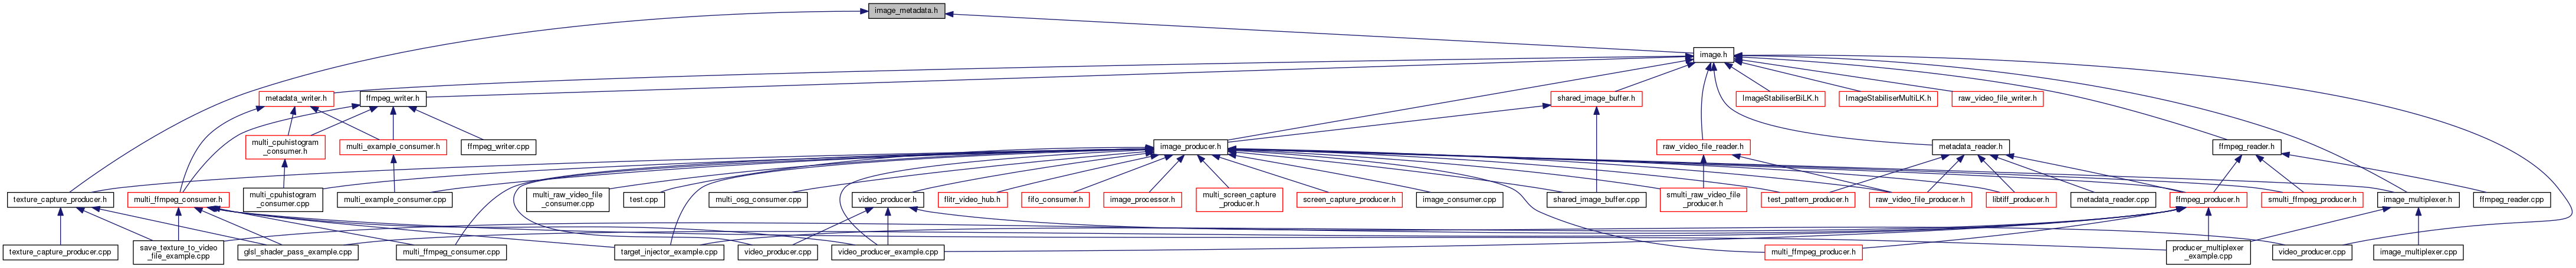 image_metadata.h
image.h
metadata_writer.h
ffmpeg_writer.h
shared_image_buffer.h
ImageStabiliserBiLK.h
ImageStabiliserMultiLK.h
raw_video_file_writer.h
multi_cpuhistogram
_consumer.h
multi_example_consumer.h
ffmpeg_writer.cpp
image_producer.h
raw_video_file_reader.h
metadata_reader.h
ffmpeg_reader.h
texture_capture_producer.h
multi_ffmpeg_consumer.h
multi_cpuhistogram
_consumer.cpp
multi_example_consumer.cpp
multi_raw_video_file
_consumer.cpp
test.cpp
multi_osg_consumer.cpp
video_producer.h
flitr_video_hub.h
fifo_consumer.h
image_processor.h
multi_screen_capture
_producer.h
screen_capture_producer.h
image_consumer.cpp
shared_image_buffer.cpp
smulti_raw_video_file
_producer.h
test_pattern_producer.h
raw_video_file_producer.h
libtiff_producer.h
metadata_reader.cpp
ffmpeg_producer.h
smulti_ffmpeg_producer.h
image_multiplexer.h
ffmpeg_reader.cpp
texture_capture_producer.cpp
save_texture_to_video
_file_example.cpp
glsl_shader_pass_example.cpp
multi_ffmpeg_consumer.cpp
target_injector_example.cpp
video_producer.cpp
video_producer_example.cpp
multi_ffmpeg_producer.h
producer_multiplexer
_example.cpp
video_producer.cpp
image_multiplexer.cpp